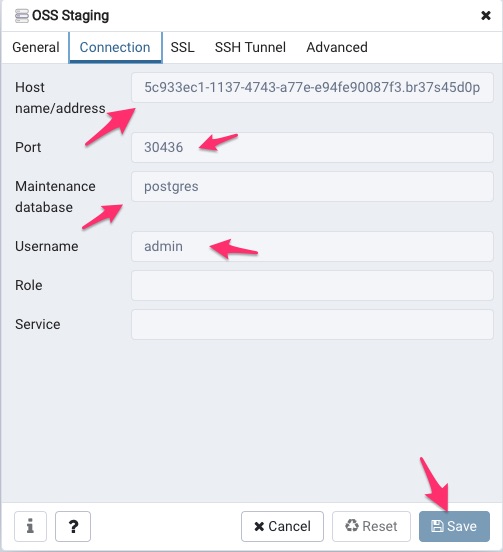 OSS Staging
General Connection SSL SSH Tunnel Advanced
Host
name/address
5c933ec1-1137-4743-a77e-e94fe90087f3.br37s45d0p
Port
30436
Maintenance
database
postgres
Username
admin
Role
Service
i ? Cancel Reset Save